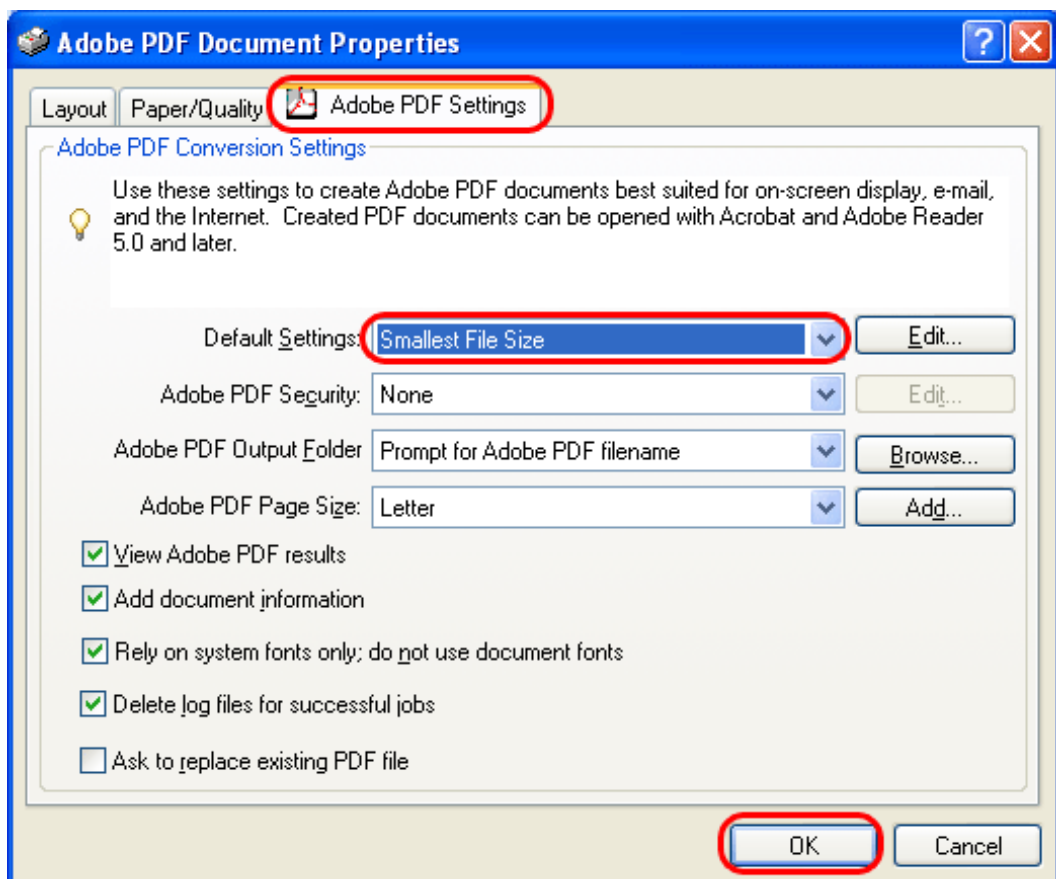 Adobe PDF Document Properties
?
Layout Paper/Quality Adobe PDF Settings
Adobe PDF Conversion Settings
Use these settings to create Adobe PDF documents best suited for on-screen display, e-mail,
and the Internet. Created PDF documents can be opened with Acrobat and Adobe Reader
5.0 and later.
Default Settings: Smallest File Size Edit...
Adobe PDF Security: None Edit...
Adobe PDF Output Folder Prompt for Adobe PDF filename Browse...
Adobe PDF Page Size: Letter Add...
View Adobe PDF results
Add document information
Rely on system fonts only; do not use document fonts
Delete log files for successful jobs
Ask to replace existing PDF file
OK Cancel